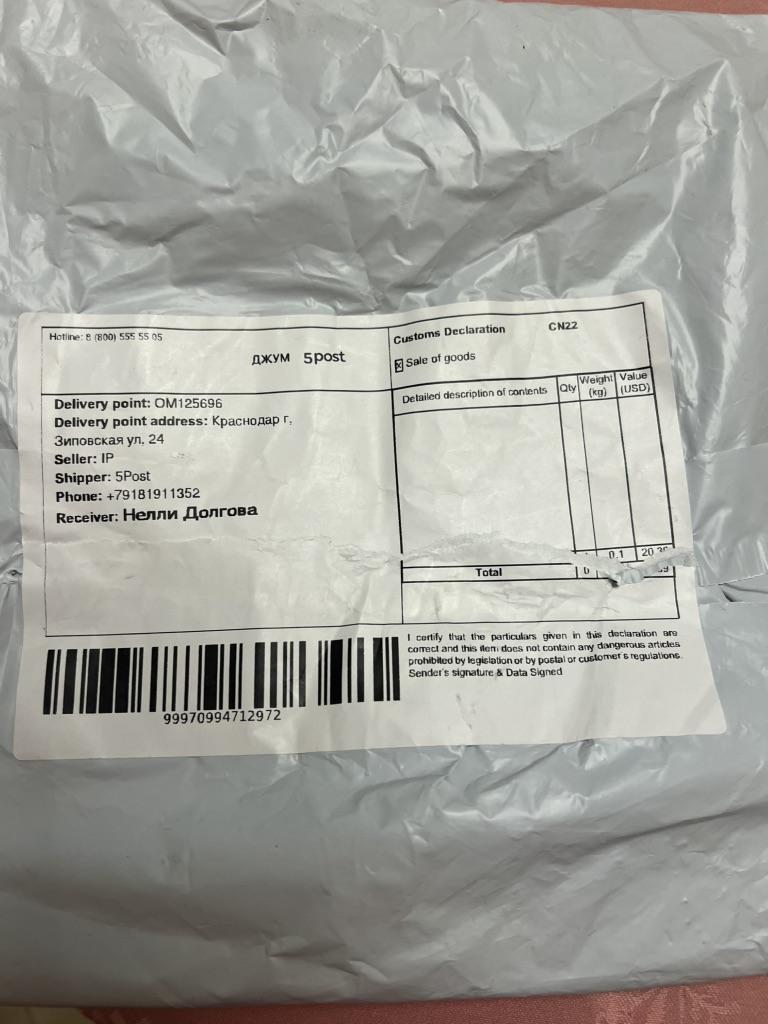 Hotline: 8 (800) 555 55 05
ДЖУМ 5post
Delivery point: OM125696
Delivery point address: Краснодар г,
Зиповская ул, 24
Seller: IP
Shipper: 5Post
Phone: +79181911352
Receiver: Нелли Долгова
Customs Declaration CN22
Sale of goods
Detailed description of contents Qty Weight (kg) Value (USD)
0.1
Total
I certify that the particulars given in this declaration are
correct and this item does not contain any dangerous articles
prohibited by legislation or by postal or customer's regulations.
Sender's signature & Data Signed
99970994712972